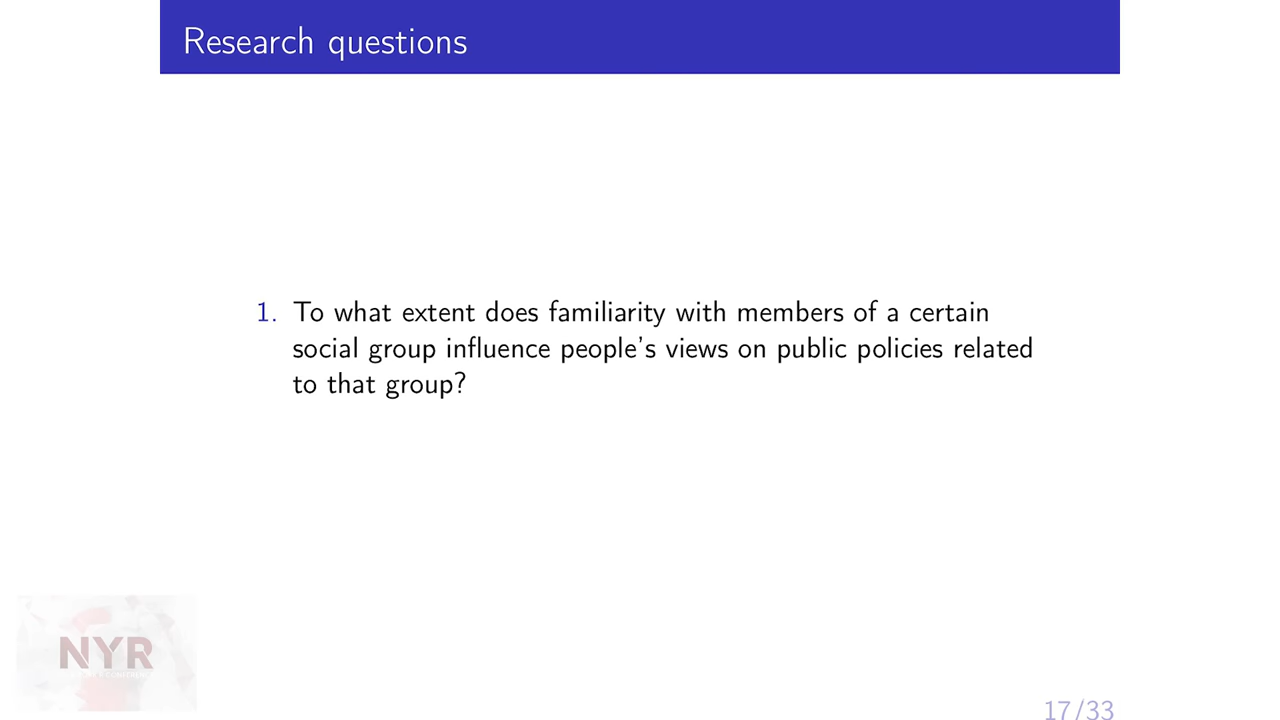 Research questions
1. To what extent does familiarity with members of a certain
social group influence people's views on public policies related
to that group?
NYR
17/33